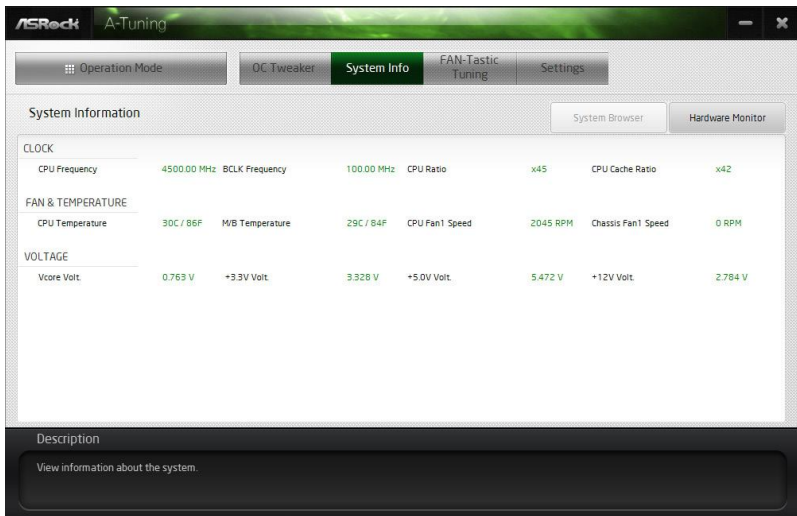 ASRock A-Tuning
Operation Mode
OC Tweaker
System Info
FAN-Tastic
Tuning
Settings
System Information
System Browser
Hardware Monitor
CLOCK
CPU Frequency 4500.00 MHz BCLK Frequency 100.00 MHz CPU Ratio x45 CPU Cache Ratio x42
FAN & TEMPERATURE
CPU Temperature 30C / 86F M/B Temperature 29C / 84F CPU Fan1 Speed 2045 RPM Chassis Fan1 Speed 0 RPM
VOLTAGE
Vcore Volt. 0.763 V +3.3V Volt. 3.328 V +5.0V Volt. 5.472 V +12V Volt. 2.784 V
Description
View information about the system.